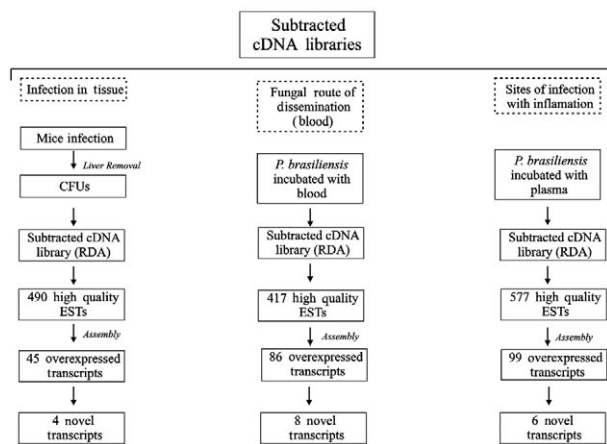 Subtracted
cDNA libraries
Infection in tissue
Mice infection
Liver Removal
CFUs
Subtracted cDNA
library (RDA)
490 high quality
ESTs
Assembly
45 overexpressed
transcripts
4 novel
transcripts
Fungal route of
dissemination
(blood)
P. brasiliensis
incubated with
blood
Subtracted cDNA
library (RDA)
417 high quality
ESTs
Assembly
86 overexpressed
transcripts
8 novel
transcripts
Sites of infection
with inflamation
P. brasiliensis
incubated with
plasma
Subtracted cDNA
library (RDA)
577 high quality
ESTs
Assembly
99 overexpressed
transcripts
6 novel
transcripts